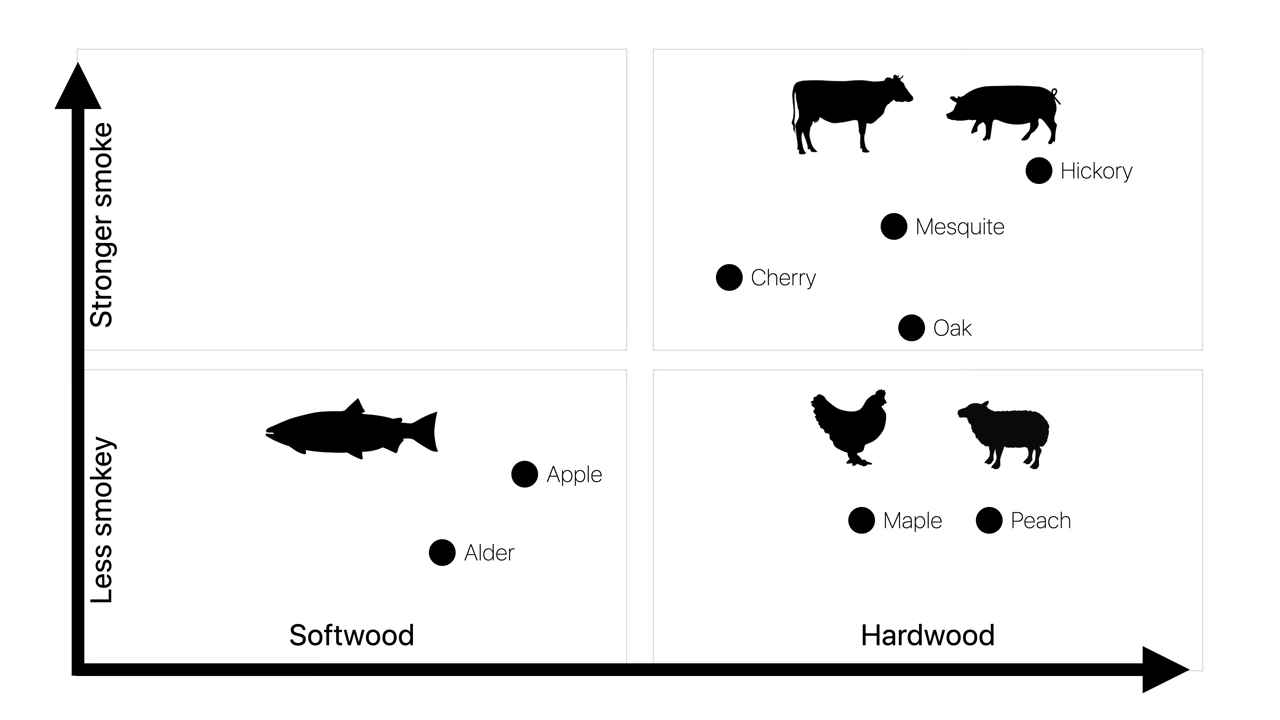 Stronger smoke
Hickory
Mesquite
Cherry
Oak
Less smokey
Apple
Alder
Maple
Peach
Softwood
Hardwood